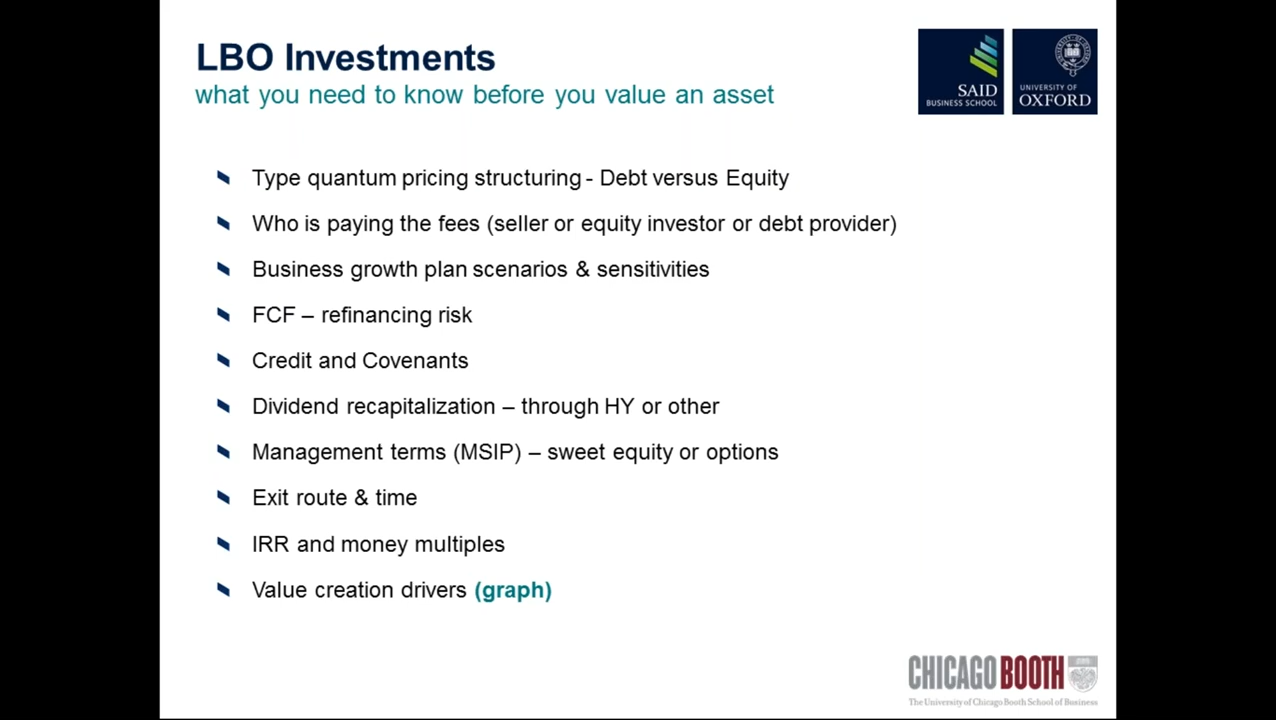 LBO Investments
what you need to know before you value an asset
SAID
BUSINESS SCHOOL
UNIVERSITY OF
OXFORD
Type quantum pricing structuring - Debt versus Equity
Who is paying the fees (seller or equity investor or debt provider)
Business growth plan scenarios & sensitivities
FCF – refinancing risk
Credit and Covenants
Dividend recapitalization – through HY or other
Management terms (MSIP) – sweet equity or options
Exit route & time
IRR and money multiples
Value creation drivers (graph)
CHICAGO BOOTH
The University of Chicago Booth School of Business